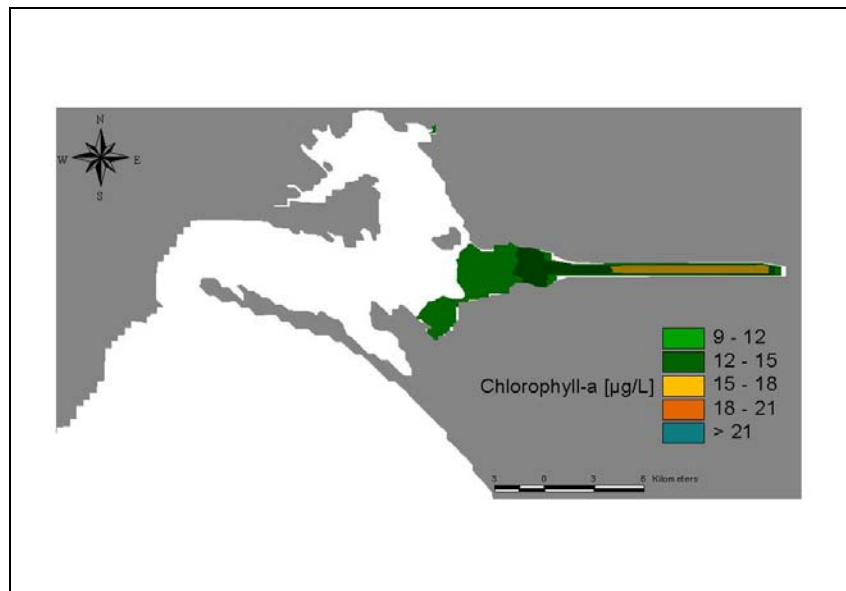 N
W E
S
9 - 12
12 - 15
Chlorophyll-a [µg/L] 15 - 18
18 - 21
> 21
3 0 3 6 Kilometers